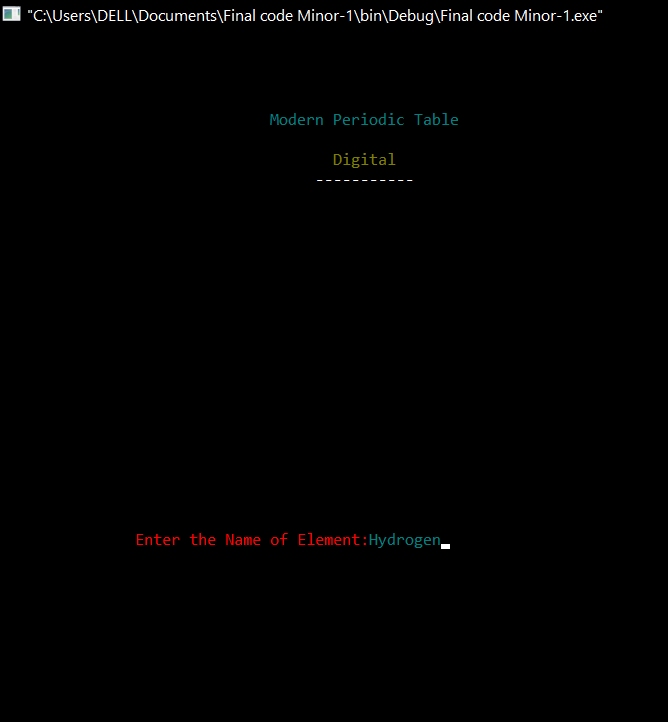 "C:\Users\DELL\Documents\Final code Minor-1\bin\Debug\Final code Minor-1.exe"
Modern Periodic Table
Digital
-----------
Enter the Name of Element:Hydrogen